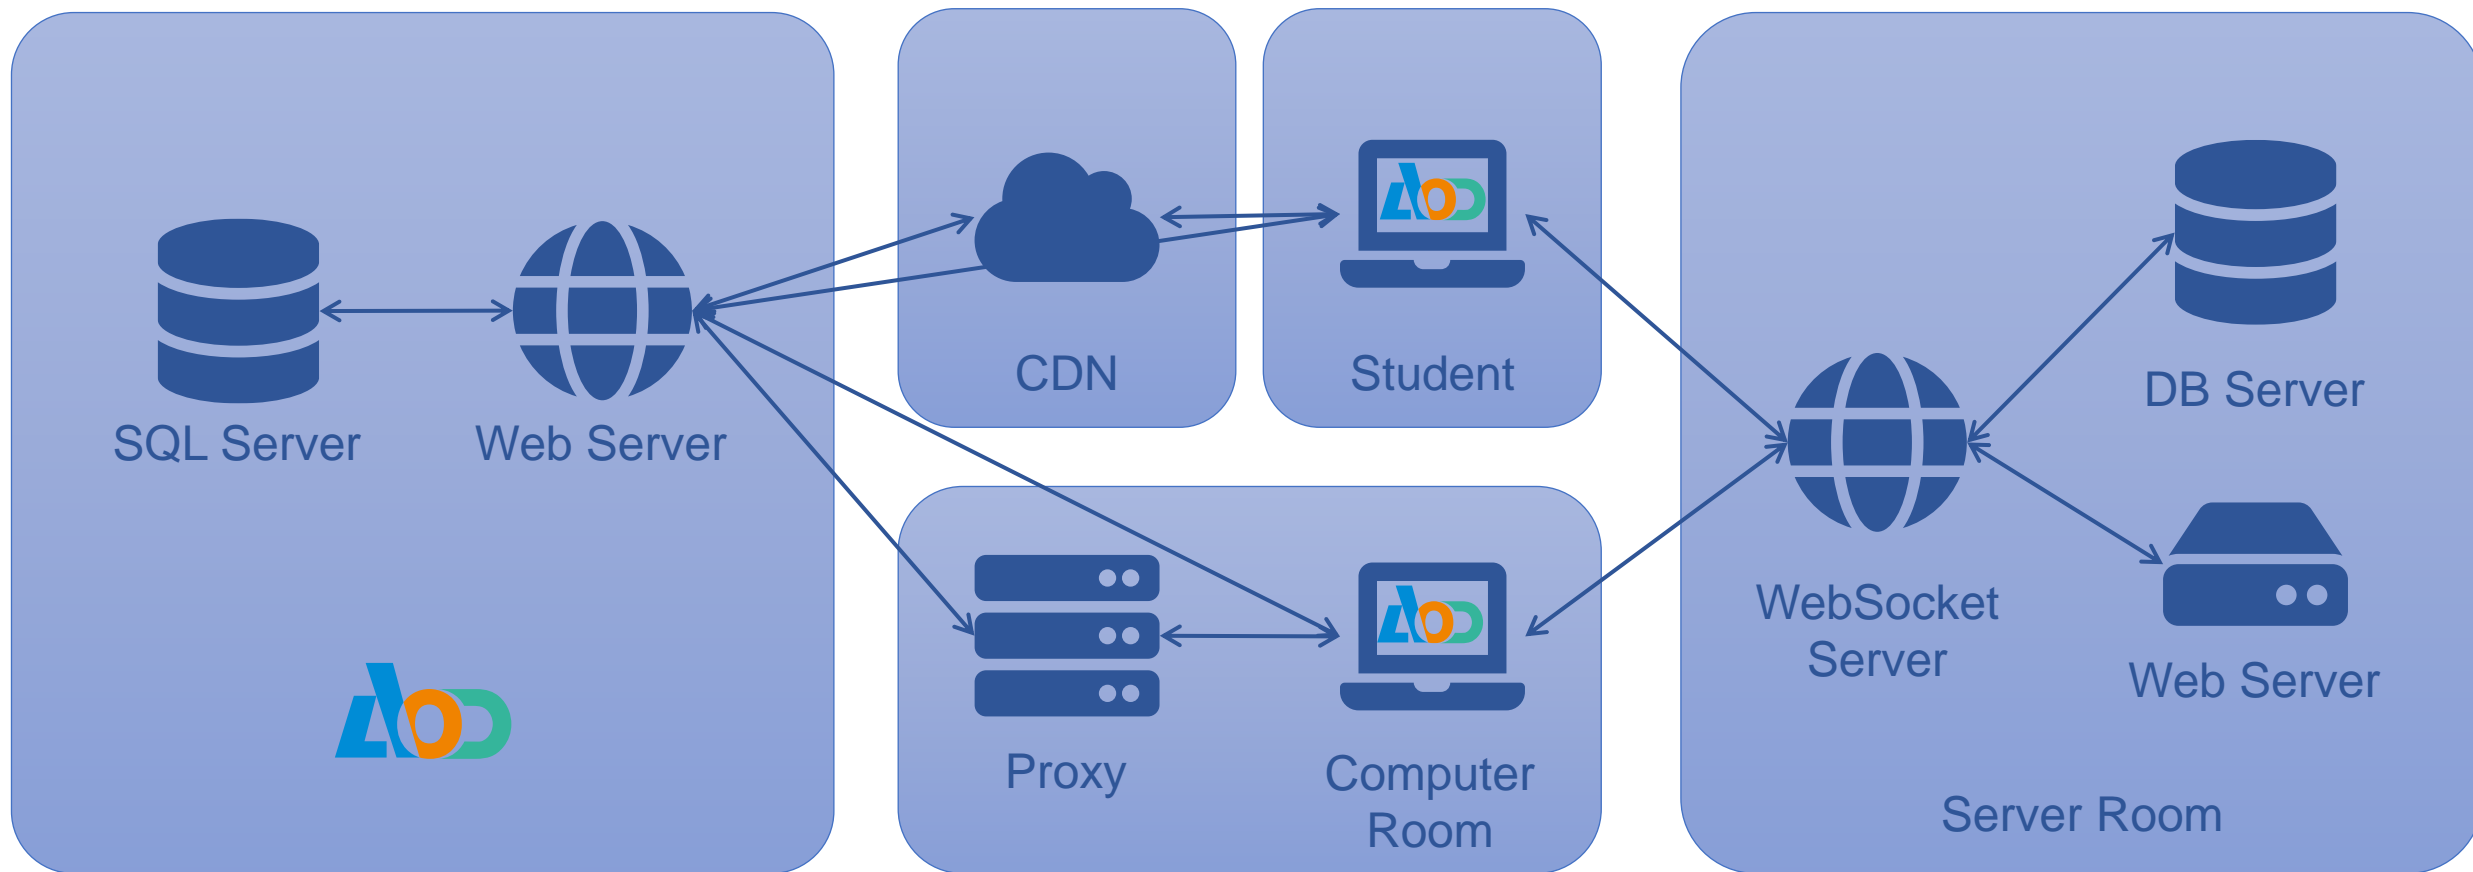 SQL Server
Web Server
CDN
Student
Proxy
Computer
Room
WebSocket
Server
DB Server
Web Server
Server Room